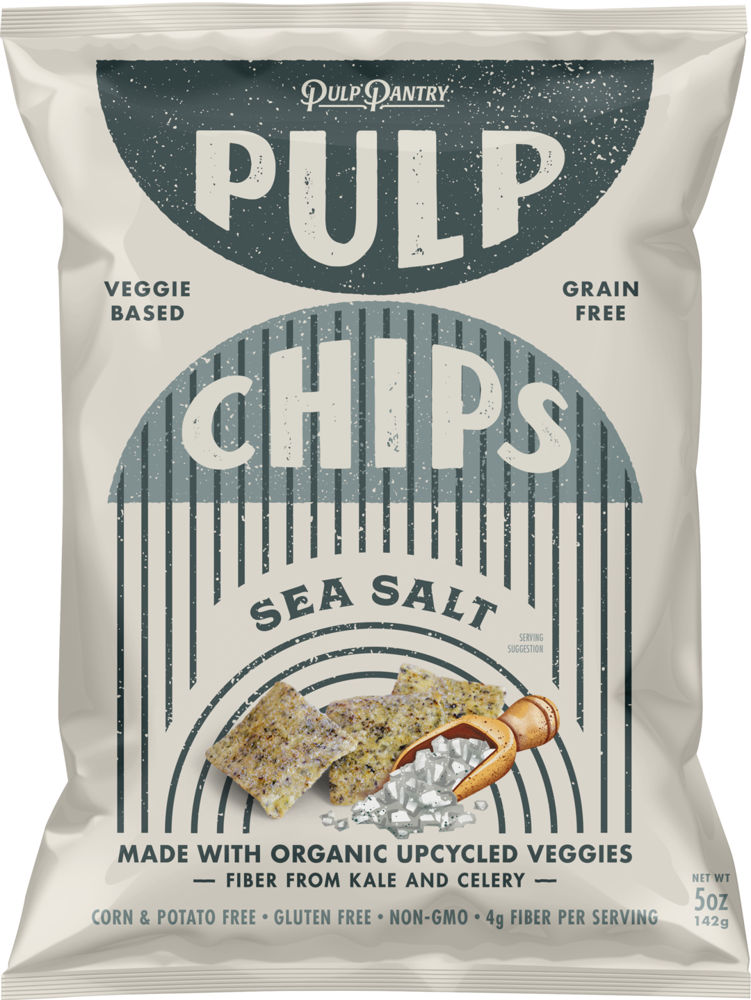 PULP PANTRY
PULP
VEGGIE
BASED
GRAIN
FREE
CHIPS
SEA SALT
SERVING
SUGGESTION
MADE WITH ORGANIC UPCYCLED VEGGIES
— FIBER FROM KALE AND CELERY —
CORN & POTATO FREE • GLUTEN FREE • NON-GMO • 4g FIBER PER SERVING
NET WT
5oz
142g